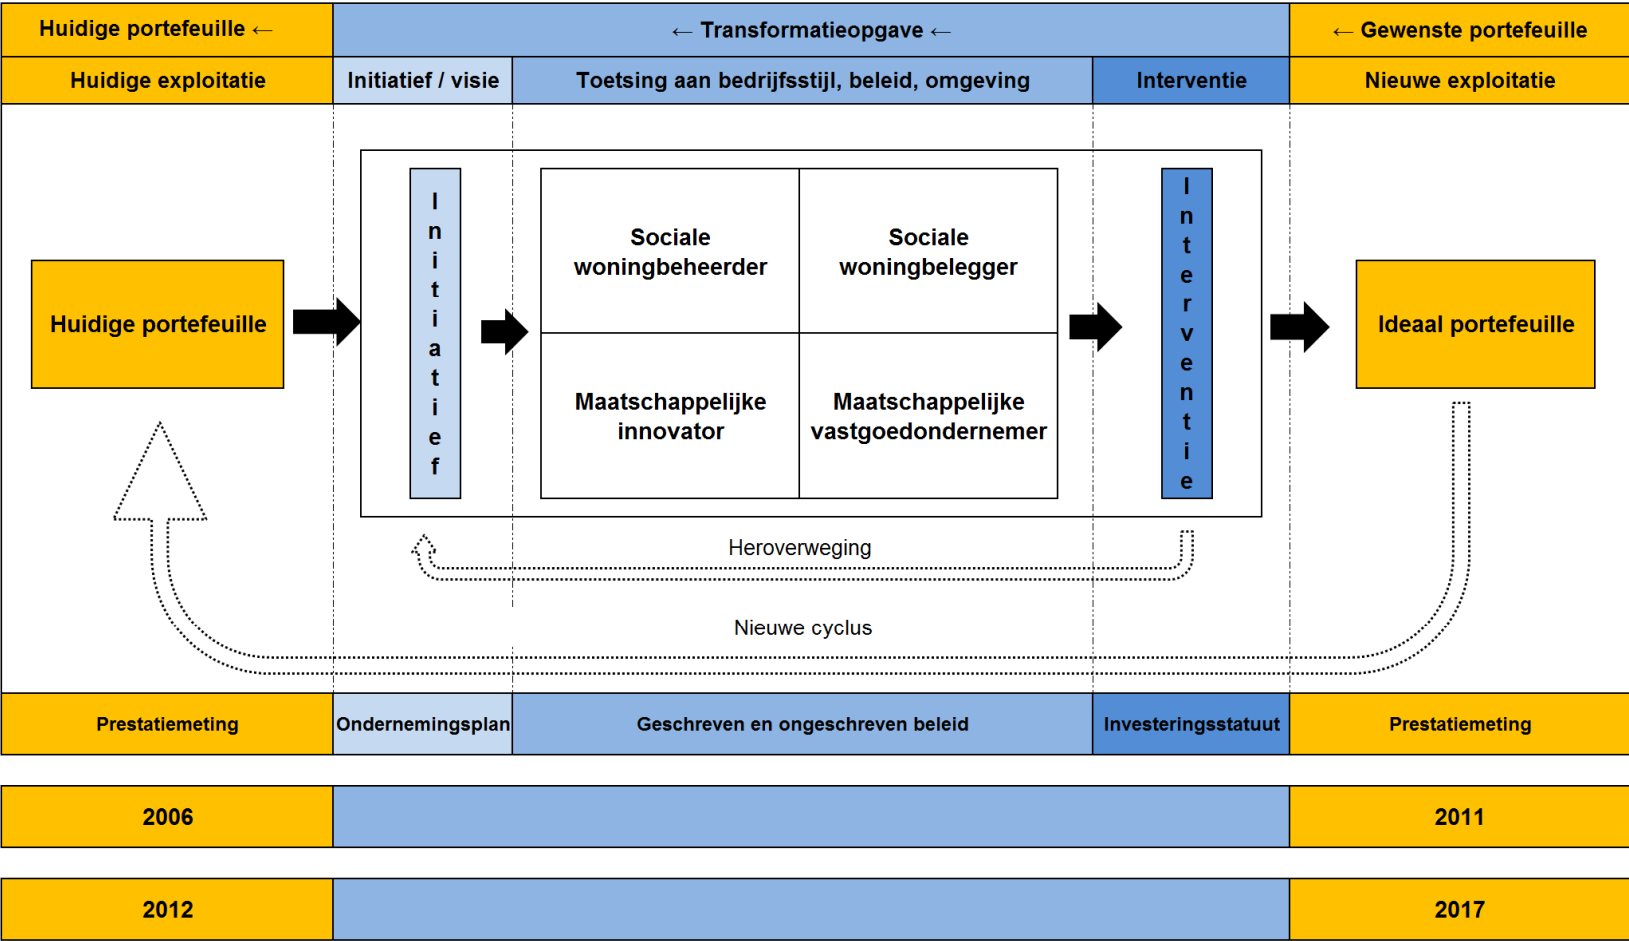 Huidige portefeuille ←
← Transformatieopgave ←
← Gewenste portefeuille
Huidige exploitatie
Initiatief / visie
Toetsing aan bedrijfsstijl, beleid, omgeving
Interventie
Nieuwe exploitatie
Huidige portefeuille
Initiatief
Sociale
woningbeheerder
Sociale
woningbelegger
Maatschappelijke
innovator
Maatschappelijke
vastgoedondernemer
Interventie
Ideaal portefeuille
Heroverweging
Nieuwe cyclus
Prestatiemeting
Ondernemingsplan
Geschreven en ongeschreven beleid
Investeringsstatuut
Prestatiemeting
2006
2011
2012
2017